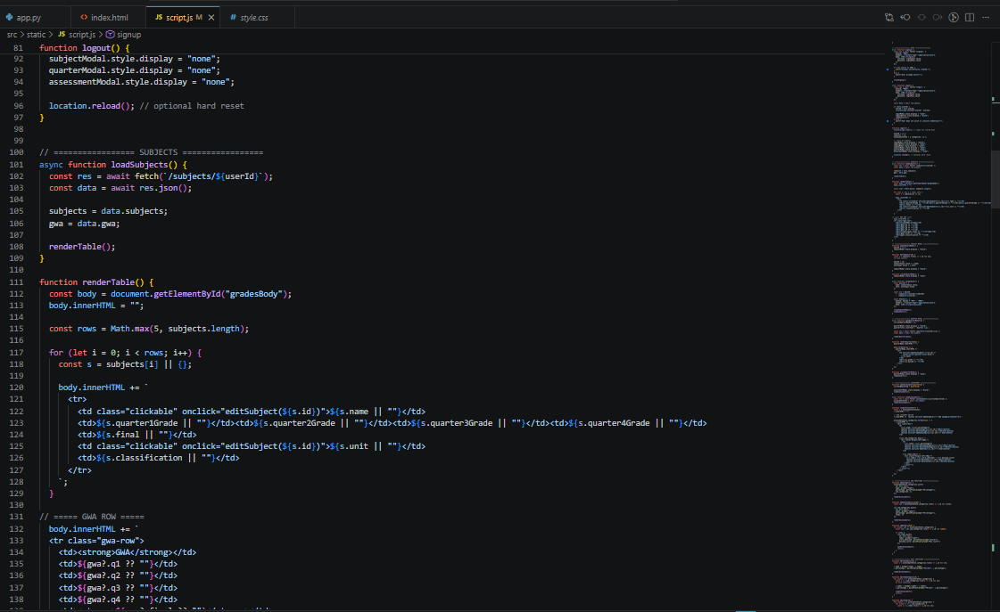 app.py index.html script.js M style.css
src > static > JS script.js > signup
81 function logout() {
92 subjectModal.style.display = "none";
93 quarterModal.style.display = "none";
94 assessmentModal.style.display = "none";
95
96 location.reload(); // optional hard reset
97 }
98
99
100 // ================= SUBJECTS =================
101 async function loadSubjects() {
102 const res = await fetch(`/subjects/${userId}`);
103 const data = await res.json();
104
105 subjects = data.subjects;
106 gwa = data.gwa;
107
108 renderTable();
109 }
110
111 function renderTable() {
112 const body = document.getElementById("gradesBody");
113 body.innerHTML = "";
114
115 const rows = Math.max(5, subjects.length);
116
117 for (let i = 0; i < rows; i++) {
118 const s = subjects[i] || {};
119
120 body.innerHTML += `
121 <tr>
122 <td class="clickable" onclick="editSubject(${s.id})">${s.name || ""}</td>
123 <td>${s.quarter1Grade || ""}</td><td>${s.quarter2Grade || ""}</td><td>${s.quarter3Grade || ""}</td><td>${s.quarter4Grade || ""}</td>
124 <td>${s.final || ""}</td>
125 <td class="clickable" onclick="editSubject(${s.id})">${s.unit || ""}</td>
126 <td>${s.classification || ""}</td>
127 </tr>
128 `;
129 }
130
131 // ===== GWA ROW =====
132 body.innerHTML += `
133 <tr class="gwa-row">
134 <td><strong>GWA</strong></td>
135 <td>${gwa?.q1 ?? ""}</td>
136 <td>${gwa?.q2 ?? ""}</td>
137 <td>${gwa?.q3 ?? ""}</td>
138 <td>${gwa?.q4 ?? ""}</td>